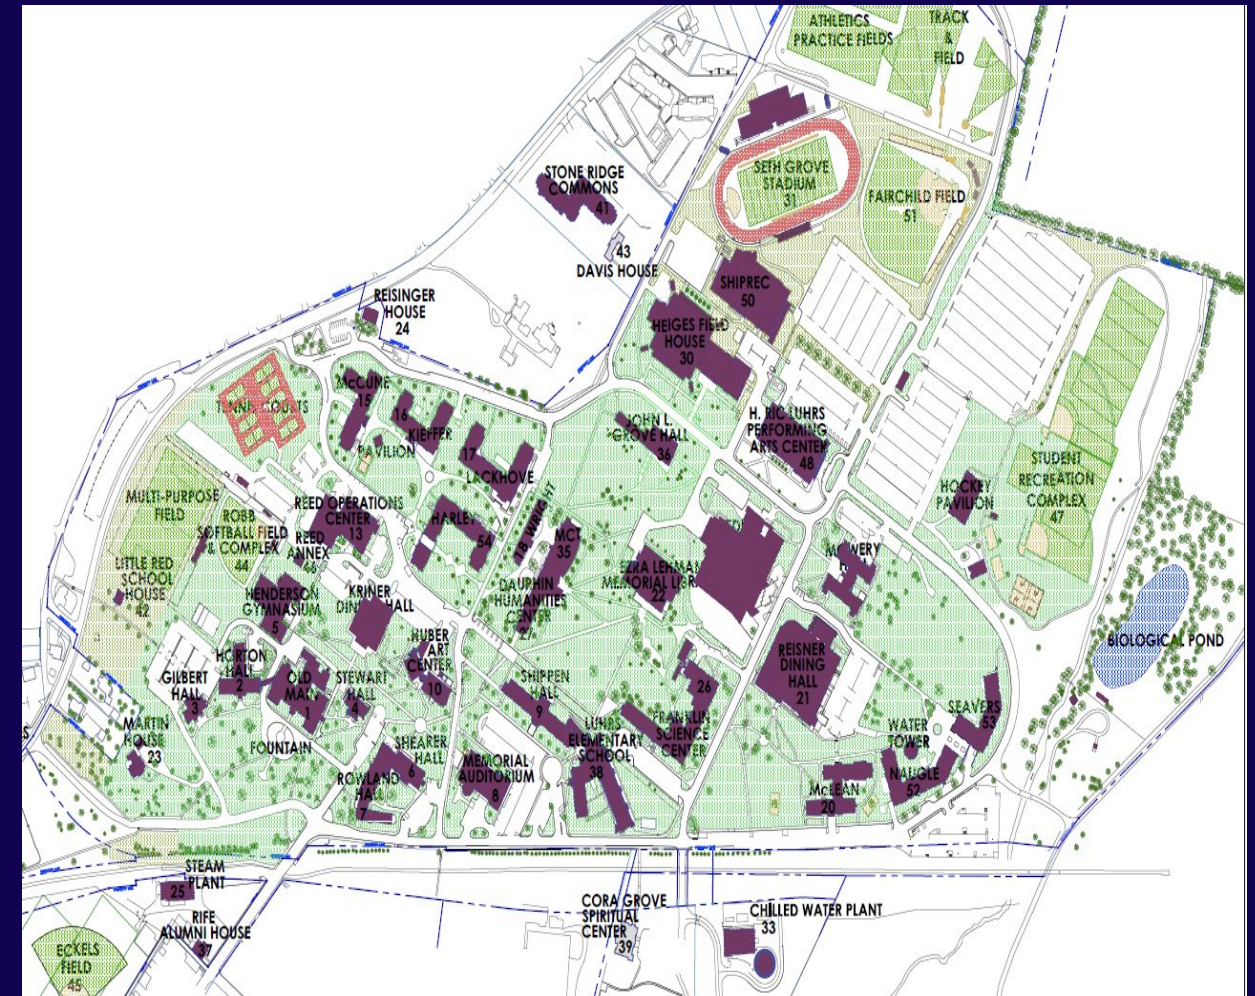 ATHLETICS
PRACTICE FIELDS
TRACK
&
FIELD
STONE RIDGE
COMMONS
41
SETH GROVE
STADIUM
31
FAIRCHILD FIELD
51
43
DAVIS HOUSE
SHIPREC
50
REISINGER
HOUSE
24
HEIGES FIELD
HOUSE
30
McCUNE
15
16
KIEFFER
PAVILION
17
LACKHOVE
JOHN L.
GROVE HALL
36
H. RIC LUHRS
PERFORMING
ARTS CENTER
48
STUDENT
RECREATION
COMPLEX
47
HOCKEY
PAVILION
MULTI-PURPOSE
FIELD
ROBB
SOFTBALL FIELD
& COMPLEX
44
REED OPERATIONS
CENTER
13
REED
ANNEX
46
HARLEY
54
18 WRIGHT
MCT
35
EZRA LEHMAN
22
LITTLE RED
SCHOOL
HOUSE
42
HENDERSON
GYMNASIUM
5
KRINER
HALL
DAUPHIN
HUMANITIES
CENTER
27
HUBER
ART
CENTER
10
HORTON
HALL
2
GILBERT
HALL
3
OLD
MAIN
1
STEWART
HALL
4
SHIPPEN
HALL
9
26
FRANKLIN
SCIENCE
CENTER
REISNER
DINING
HALL
21
BIOLOGICAL POND
MARTIN
HOUSE
23
FOUNTAIN
SHEARER
HALL
6
ROWLAND
HALL
7
MEMORIAL
AUDITORIUM
8
LUHRS
ELEMENTARY
SCHOOL
38
WATER
TOWER
SEAVERS
53
NAUGLE
52
McLEAN
20
STEAM
PLANT
25
RIFE
ALUMNI HOUSE
37
ECKELS
FIELD
45
CORA GROVE
SPIRITUAL
CENTER
39
CHILLED WATER PLANT
33